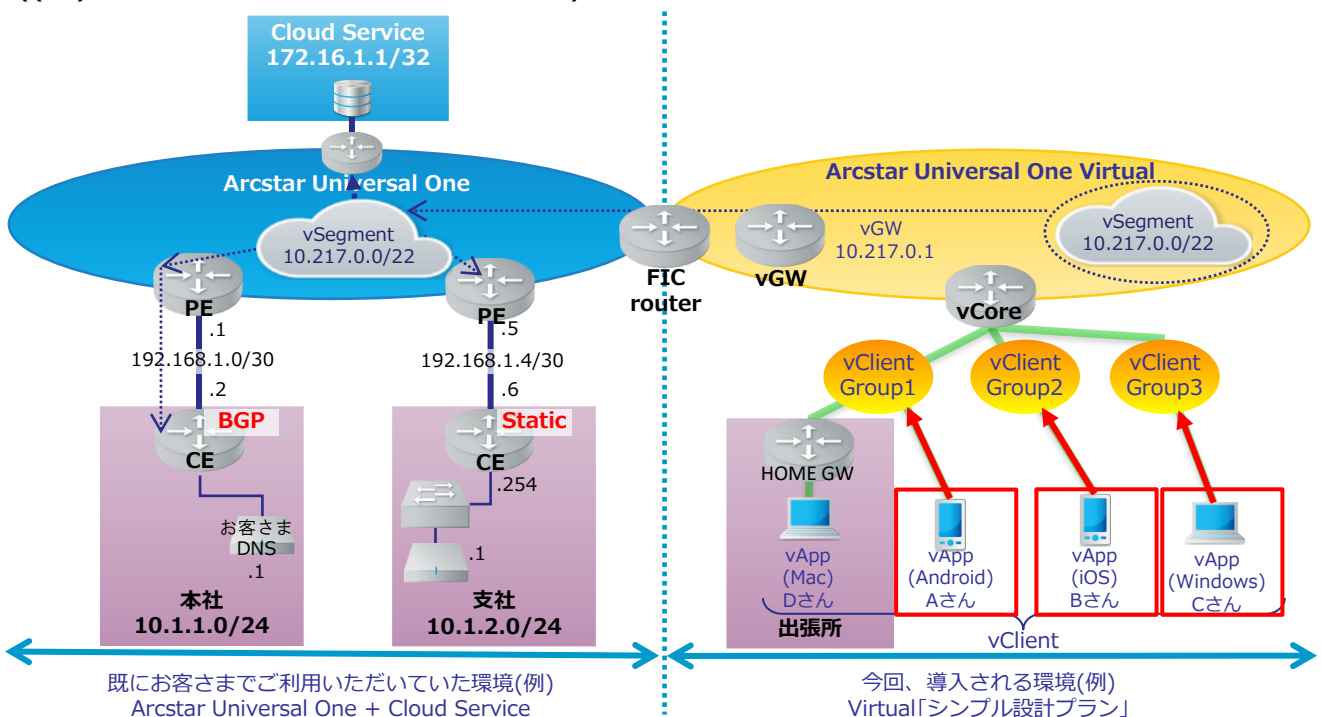 Cloud Service
172.16.1.1/32
Arcstar Universal One
vSegment
10.217.0.0/22
PE
.1
192.168.1.0/30
.2
BGP
CE
お客さま
DNS
.1
本社
10.1.1.0/24
PE
.5
192.168.1.4/30
.6
Static
CE
.254
.1
支社
10.1.2.0/24
既にお客さまでご利用いただいていた環境(例)
Arcstar Universal One + Cloud Service
FIC
router
Arcstar Universal One Virtual
vGW
vGW
10.217.0.1
vSegment
10.217.0.0/22
vCore
vClient
Group1
vClient
Group2
vClient
Group3
HOME GW
vApp
(Mac)
Dさん
出張所
vApp
(Android)
Aさん
vApp
(iOS)
Bさん
vApp
(Windows)
Cさん
vClient
今回、導入される環境(例)
Virtual「シンプル設計プラン」